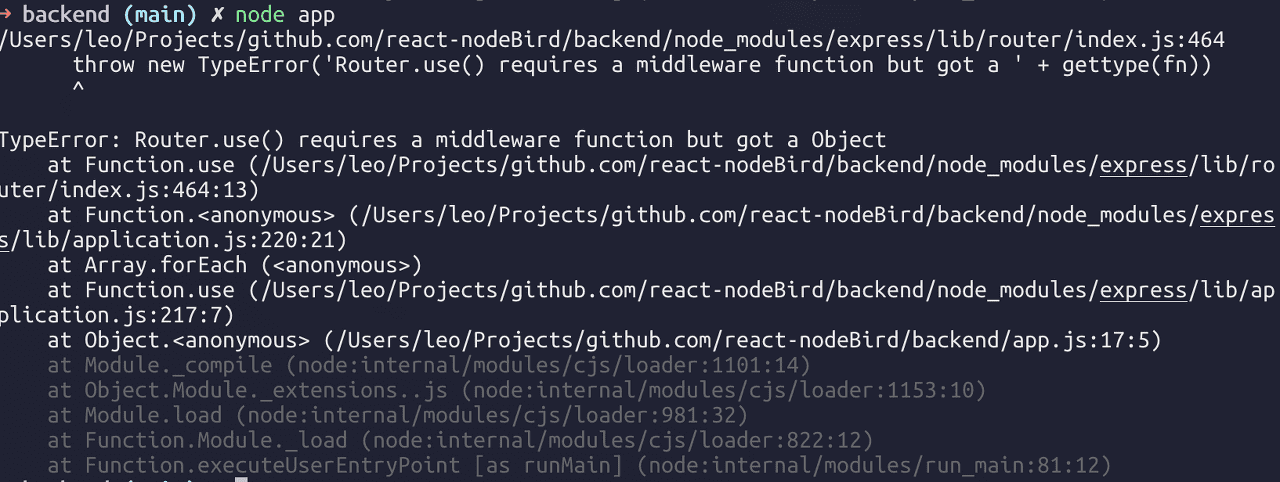 → backend (main) ✗ node app
/Users/leo/Projects/github.com/react-nodeBird/backend/node_modules/express/lib/router/index.js:464
      throw new TypeError('Router.use() requires a middleware function but got a ' + gettype(fn))
      ^

TypeError: Router.use() requires a middleware function but got a Object
    at Function.use (/Users/leo/Projects/github.com/react-nodeBird/backend/node_modules/express/lib/ro
uter/index.js:464:13)
    at Function.<anonymous> (/Users/leo/Projects/github.com/react-nodeBird/backend/node_modules/expres
s/lib/application.js:220:21)
    at Array.forEach (<anonymous>)
    at Function.use (/Users/leo/Projects/github.com/react-nodeBird/backend/node_modules/express/lib/ap
plication.js:217:7)
    at Object.<anonymous> (/Users/leo/Projects/github.com/react-nodeBird/backend/app.js:17:5)
    at Module._compile (node:internal/modules/cjs/loader:1101:14)
    at Object.Module._extensions..js (node:internal/modules/cjs/loader:1153:10)
    at Module.load (node:internal/modules/cjs/loader:981:32)
    at Function.Module._load (node:internal/modules/cjs/loader:822:12)
    at Function.executeUserEntryPoint [as runMain] (node:internal/modules/run_main:81:12)